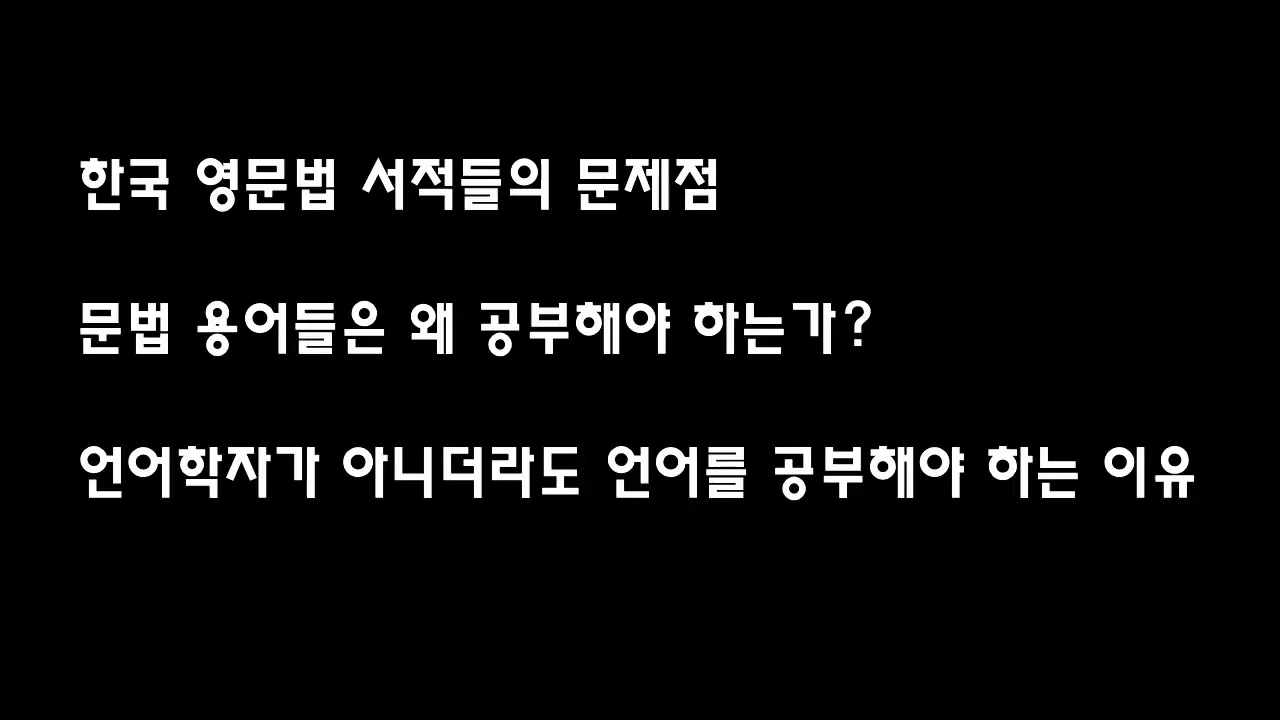 한국 영문법 서적들의 문제점
문법 용어들은 왜 공부해야 하는가?
언어학자가 아니더라도 언어를 공부해야 하는 이유